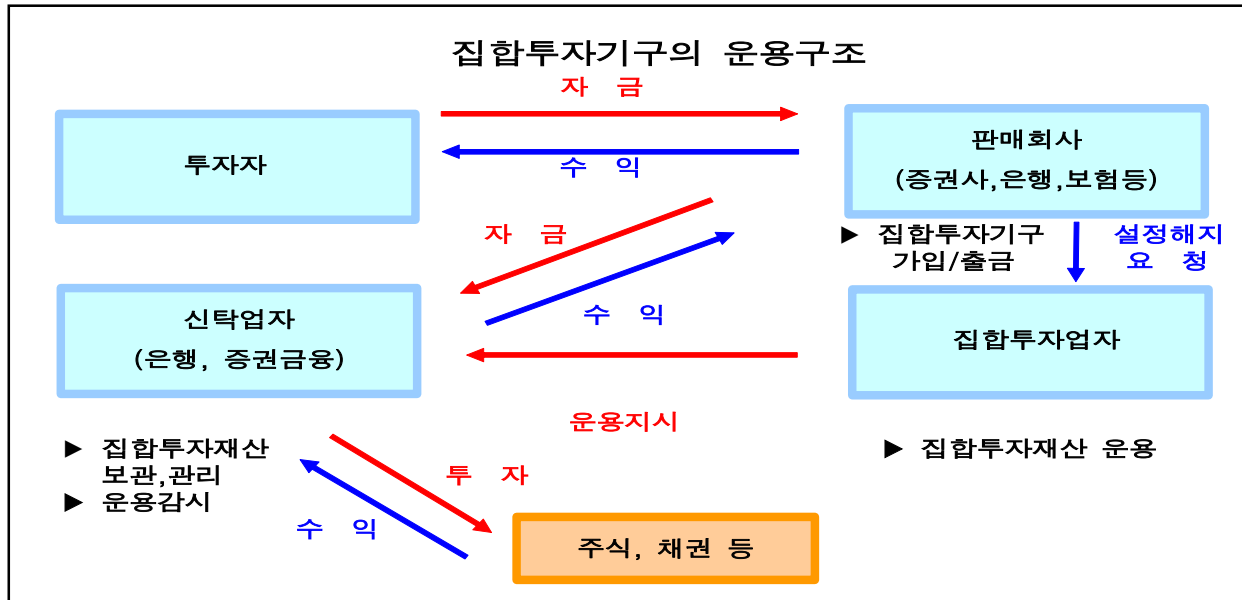 집합투자기구의 운용구조
자 금
투자자
수 익
판매회사
(증권사,은행,보험등)
자 금
▶ 집합투자기구
가입/출금
설정해지
요 청
신탁업자
(은행, 증권금융)
수 익
집합투자업자
운용지시
▶ 집합투자재산
보관,관리
▶ 운용감시
▶ 집합투자재산 운용
투 자
수 익
주식, 채권 등